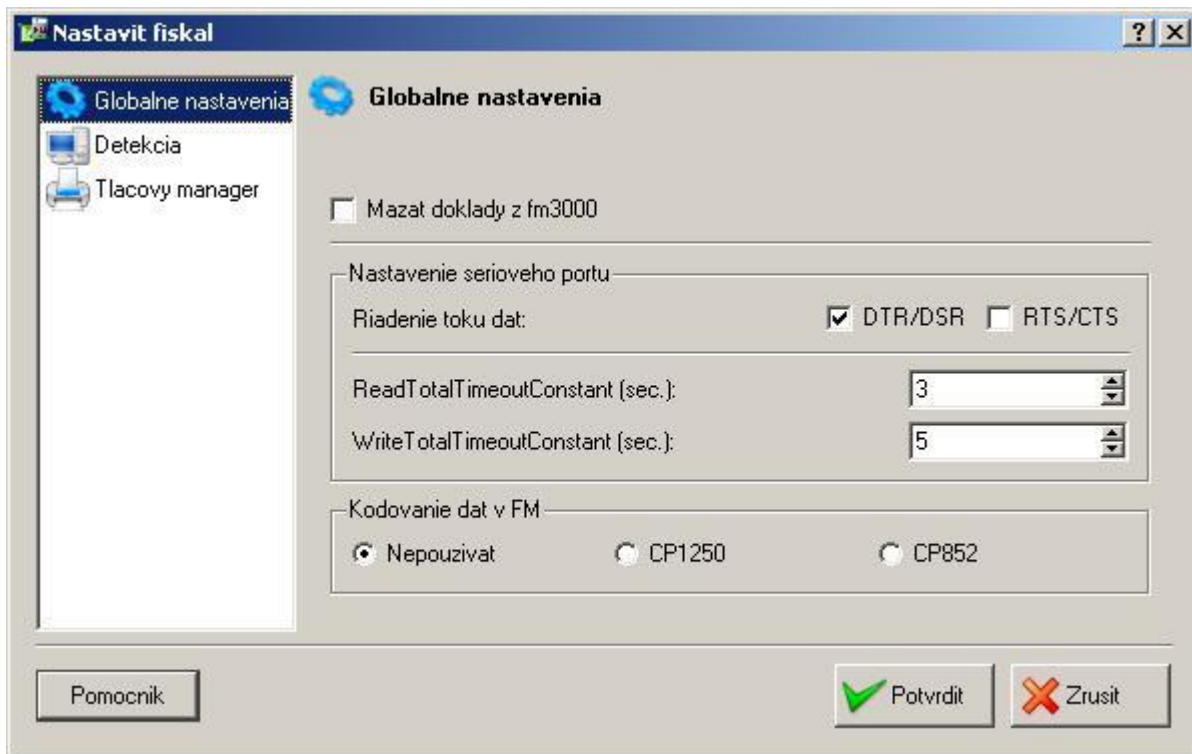 Nastavit fiskal
Globalne nastavenia
Detekcia
Tlacovy manager
Globalne nastavenia
Mazat doklady z fm3000
Nastavenie serioveho portu
Riadenie toku dat: DTR/DSR RTS/CTS
ReadTotalTimeoutConstant (sec.): 3
WriteTotalTimeoutConstant (sec.): 5
Kodovanie dat v FM
Nepouzivat CP1250 CP852
Pomocnik Potvrdit Zrusit